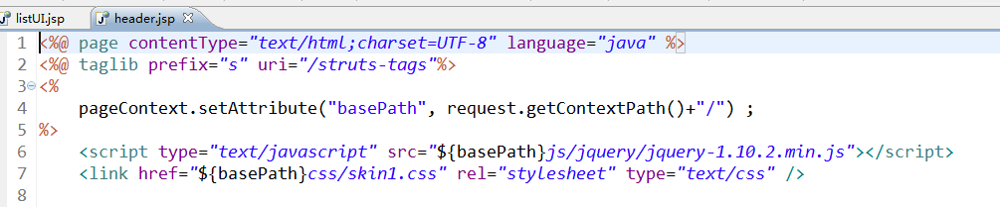 listUI.jsp header.jsp
1 <%@ page contentType="text/html;charset=UTF-8" language="java" %>
2 <%@ taglib prefix="s" uri="/struts-tags"%>
3 <%
4 pageContext.setAttribute("basePath", request.getContextPath()+"/") ;
5 %>
6 <script type="text/javascript" src="${basePath}js/jquery/jquery-1.10.2.min.js"></script>
7 <link href="${basePath}css/skin1.css" rel="stylesheet" type="text/css" />
8